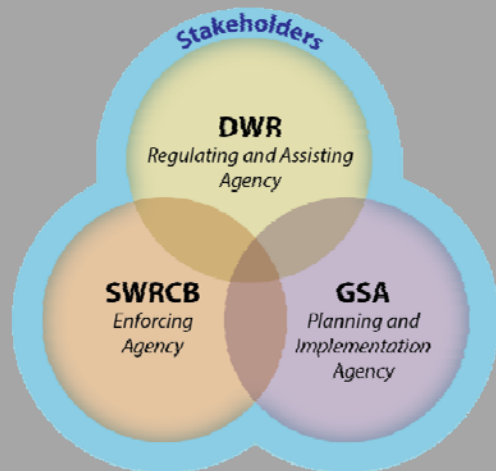 Stakeholders
DWR
Regulating and Assisting
Agency
SWRCB
Enforcing
Agency
GSA
Planning and
Implementation
Agency